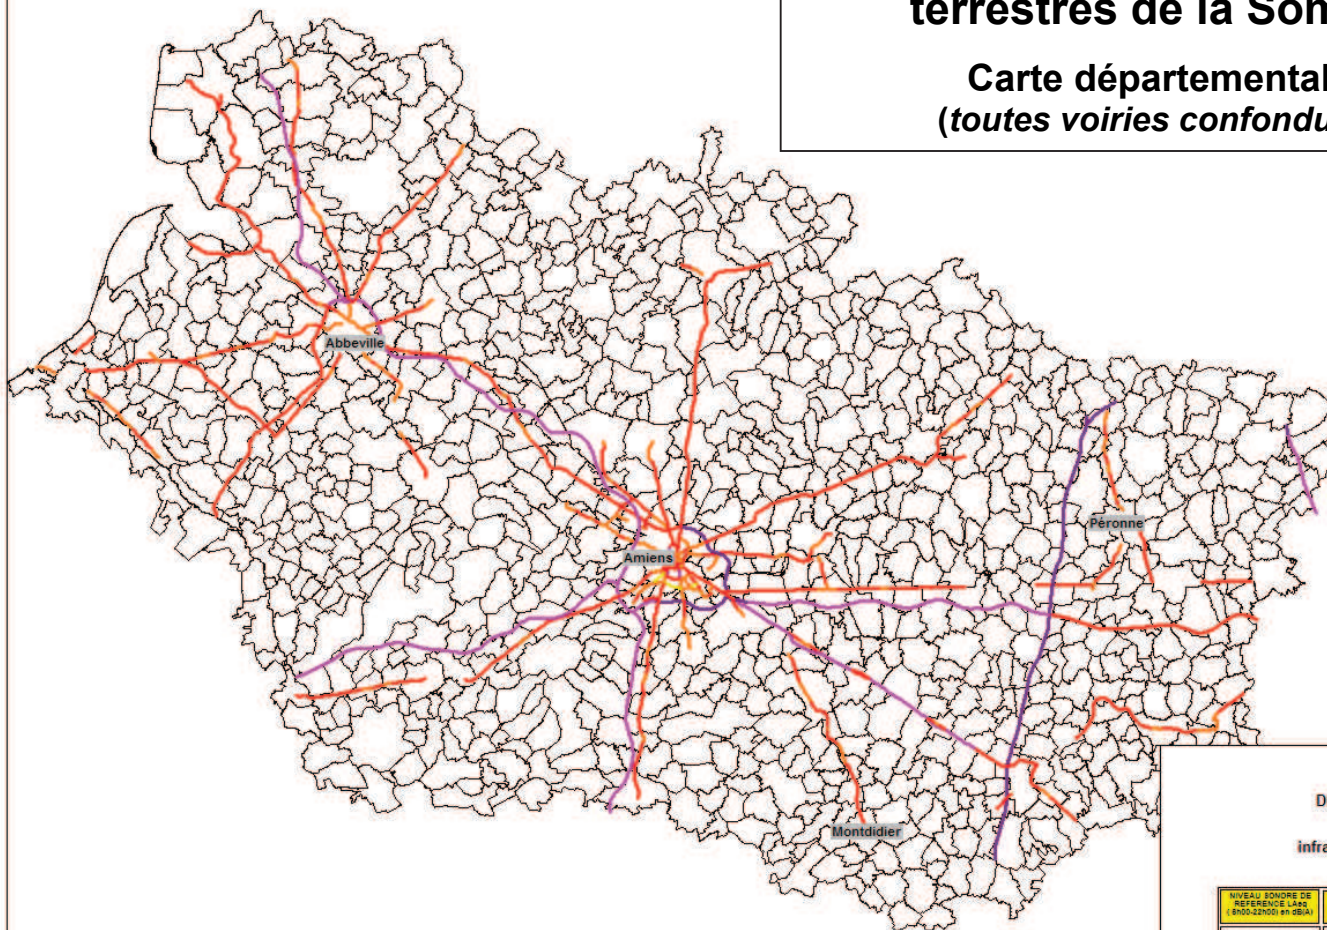 terrestres de la Som
Carte départemental
(toutes voiries confondu
Abbeville
Amiens
Péronne
Montdidier
D
infra
NIVEAU SONORE DE
REFERENCE LAeq
(6h00-22h00) en dB(A)